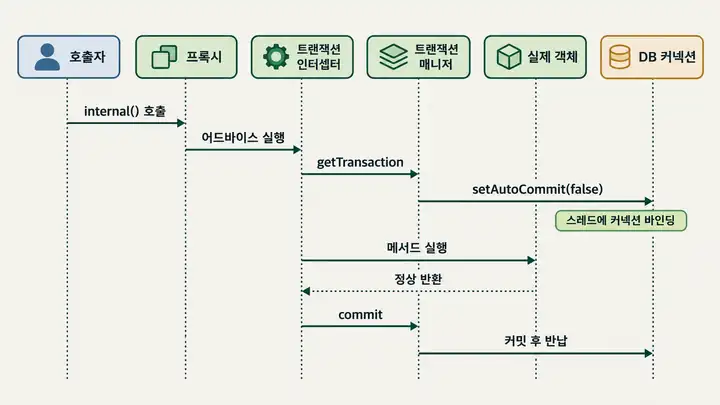 호출자
프록시
트랜잭션
인터셉터
트랜잭션
매니저
실제 객체
DB 커넥션
internal() 호출
어드바이스 실행
getTransaction
setAutoCommit(false)
스레드에 커넥션 바인딩
메서드 실행
정상 반환
commit
커밋 후 반납